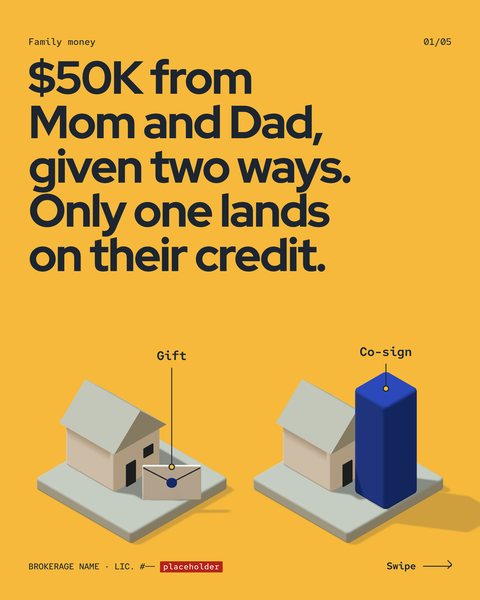 Family money
01/05
$50K from
Mom and Dad,
given two ways.
Only one lands
on their credit.
Gift
Co-sign
BROKERAGE NAME · LIC. #— placeholder
Swipe